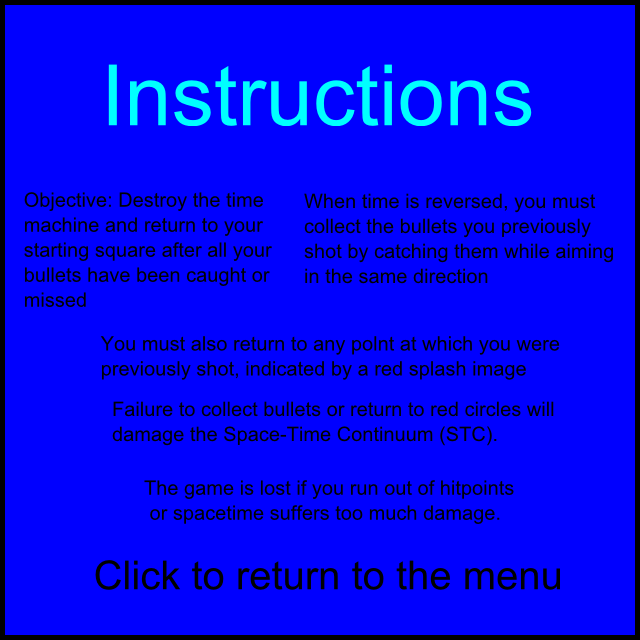 Instructions
Objective: Destroy the time
machine and return to your
starting square after all your
bullets have been caught or
missed
When time is reversed, you must
collect the bullets you previously
shot by catching them while aiming
in the same direction
You must also return to any point at which you were
previously shot, indicated by a red splash image
Failure to collect bullets or return to red circles will
damage the Space-Time Continuum (STC).
The game is lost if you run out of hitpoints
or spacetime suffers too much damage.
Click to return to the menu